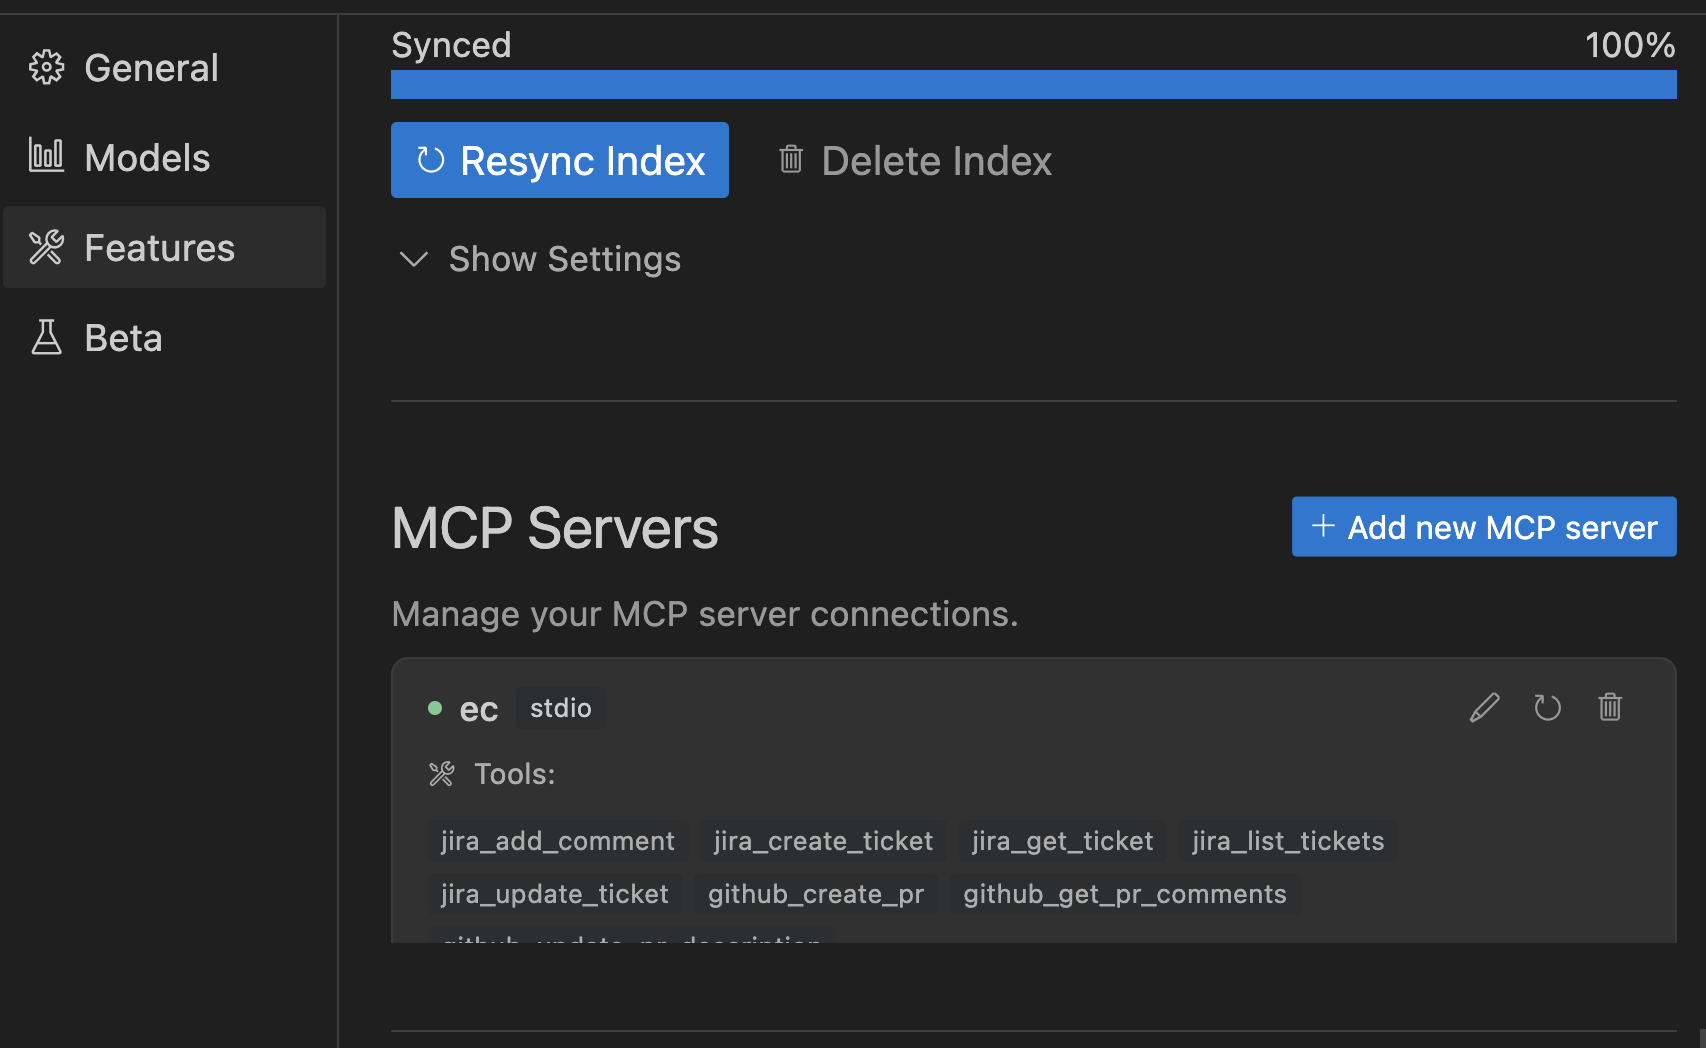 General
Models
Features
Beta
Synced 100%
Resync Index Delete Index
Show Settings
MCP Servers
+ Add new MCP server
Manage your MCP server connections.
ec stdio
Tools:
jira_add_comment jira_create_ticket jira_get_ticket jira_list_tickets
jira_update_ticket github_create_pr github_get_pr_comments
github_update_pr_description